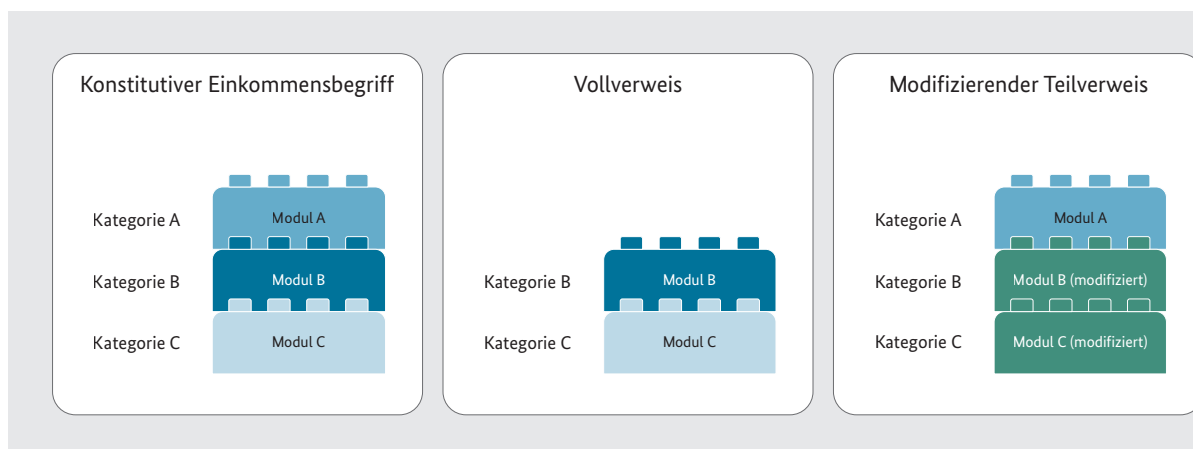 Konstitutiver Einkommensbegriff
Kategorie A
Modul A
Kategorie B
Modul B
Kategorie C
Modul C
Vollverweis
Kategorie B
Modul B
Kategorie C
Modul C
Modifizierender Teilverweis
Kategorie A
Modul A
Kategorie B
Modul B (modifiziert)
Kategorie C
Modul C (modifiziert)